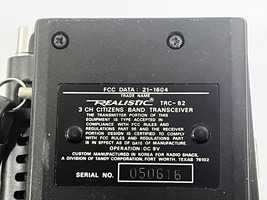 FCC DATA: 21-1604
TRADE NAME
REALISTIC TRC-82
3 CH CITIZENS BAND TRANSCEIVER
THE TRANSMITTER PORTION OF THIS
EQUIPMENT IS TYPE ACCEPTED IN
COMPLIANCE WITH FCC RULES AND
REGULATIONS PART 95 AND THE RECEIVER
PORTION DESIGN IS CERTIFIED TO COMPLY
WITH FCC RULES AND REGULATIONS PART 15 AS
IS IN EFFECT AS OF DATE OF MANUFACTURE.
OPERATION: DC 9V
CUSTOM MANUFACTURED IN KOREA FOR RADIO SHACK
A DIVISION OF TANDY CORPORATION, FORT WORTH, TEXAS 76102
SERIAL NO. 050616